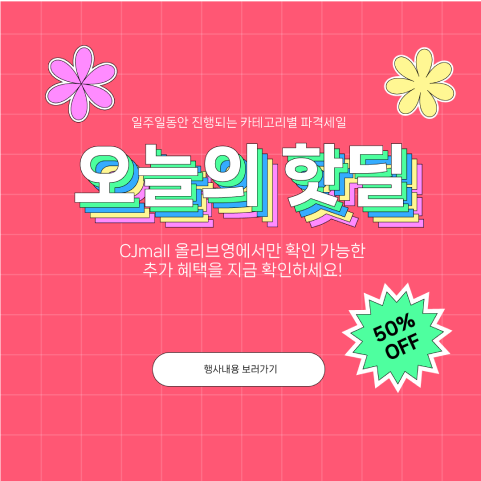 일주일동안 진행되는 카테고리별 파격세일
오늘의 핫딜
CJmall 올리브영에서만 확인 가능한
추가 혜택을 지금 확인하세요!
50%
OFF
행사내용 보러가기